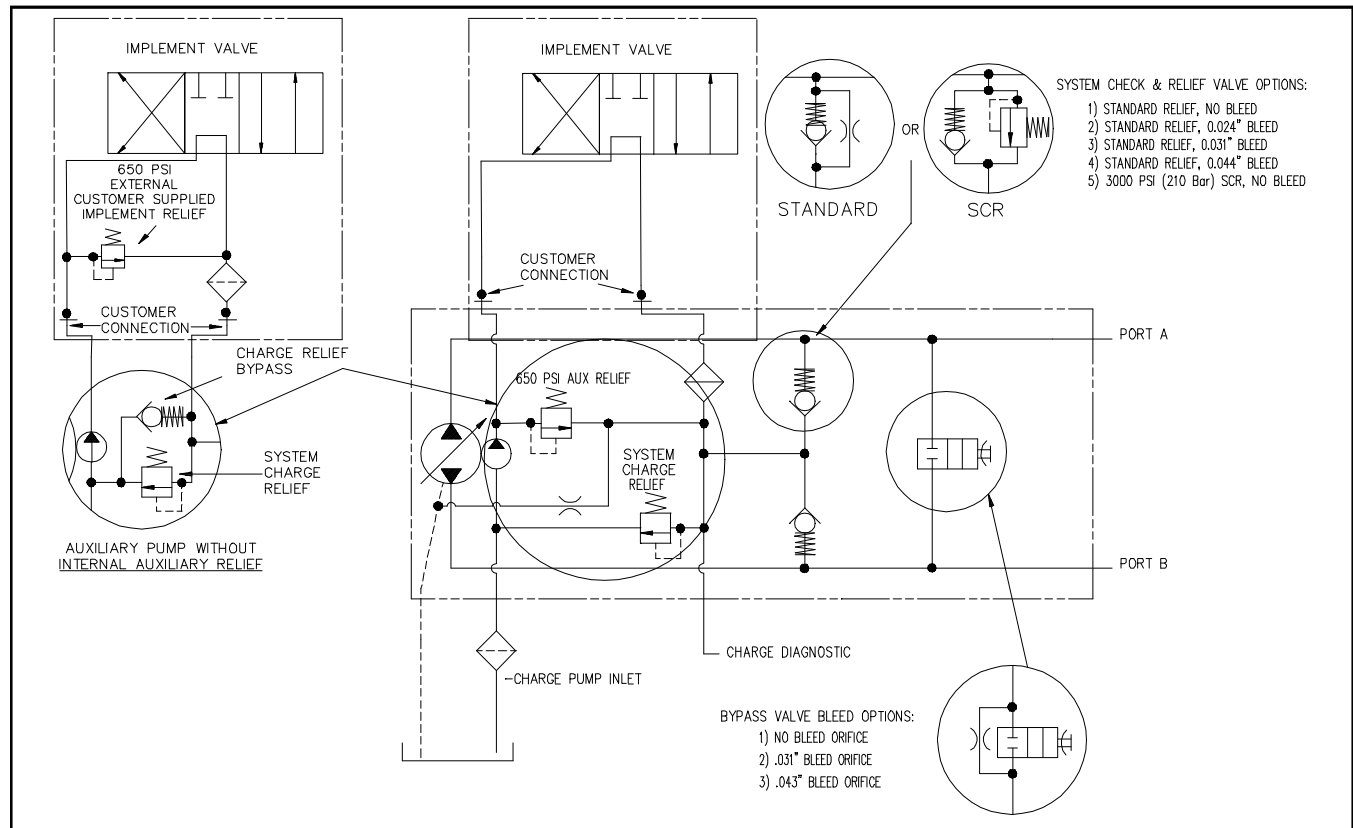 IMPLEMENT VALVE
650 PSI
EXTERNAL
CUSTOMER SUPPLIED
IMPLEMENT RELIEF
CUSTOMER
CONNECTION
CHARGE RELIEF
BYPASS
SYSTEM
CHARGE
RELIEF
AUXILIARY PUMP WITHOUT
INTERNAL AUXILIARY RELIEF
IMPLEMENT VALVE
CUSTOMER
CONNECTION
650 PSI AUX RELIEF
SYSTEM
CHARGE
RELIEF
STANDARD
OR
SCR
SYSTEM CHECK & RELIEF VALVE OPTIONS:
1) STANDARD RELIEF, NO BLEED
2) STANDARD RELIEF, 0.024" BLEED
3) STANDARD RELIEF, 0.031" BLEED
4) STANDARD RELIEF, 0.044" BLEED
5) 3000 PSI (210 Bar) SCR, NO BLEED
PORT A
PORT B
CHARGE DIAGNOSTIC
CHARGE PUMP INLET
BYPASS VALVE BLEED OPTIONS:
1) NO BLEED ORIFICE
2) .031" BLEED ORIFICE
3) .043" BLEED ORIFICE